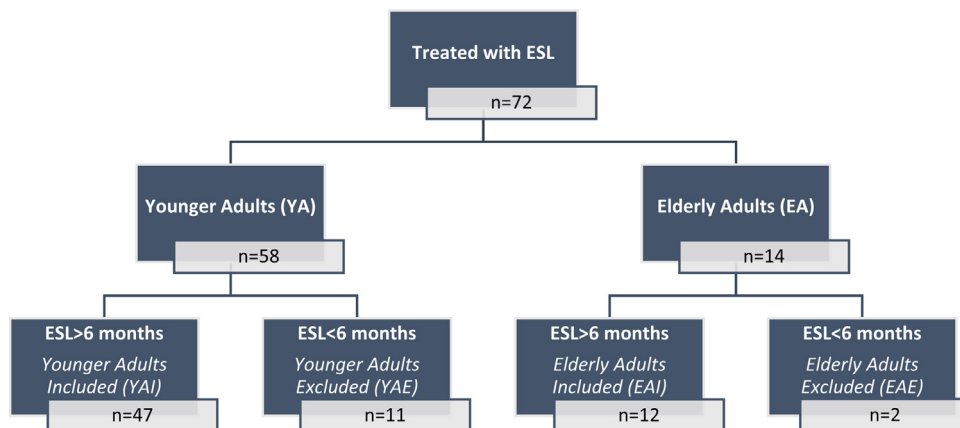 Treated with ESL
n=72
Younger Adults (YA)
n=58
Elderly Adults (EA)
n=14
ESL>6 months
Younger Adults
Included (YAI)
n=47
ESL<6 months
Younger Adults
Excluded (YAE)
n=11
ESL>6 months
Elderly Adults
Included (EAI)
n=12
ESL<6 months
Elderly Adults
Excluded (EAE)
n=2